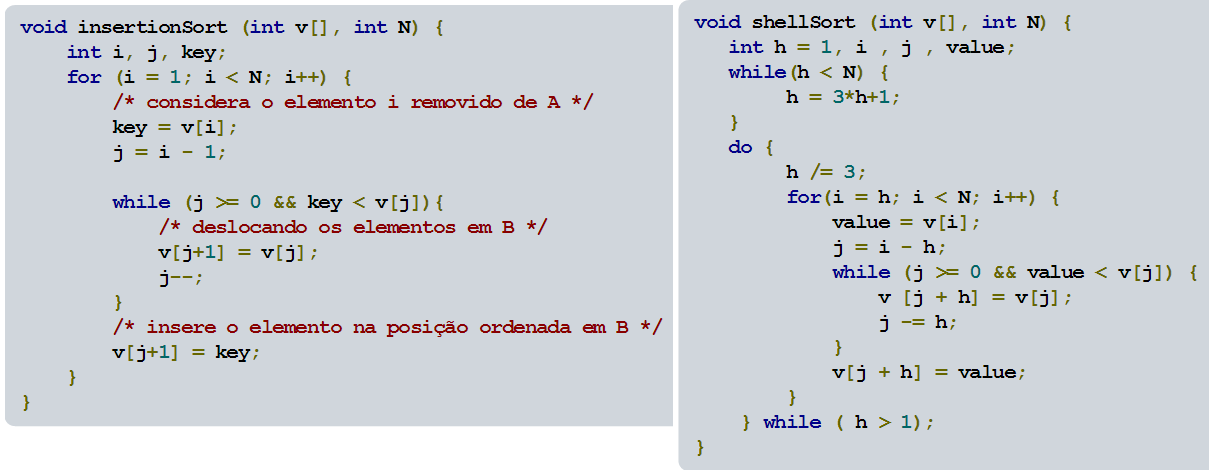 void insertionSort (int v[], int N) {
    int i, j, key;
    for (i = 1; i < N; i++) {
        /* considera o elemento i removido de A */
        key = v[i];
        j = i - 1;

        while (j >= 0 && key < v[j]){
            /* deslocando os elementos em B */
            v[j+1] = v[j];
            j--;
        }
        /* insere o elemento na posição ordenada em B */
        v[j+1] = key;
    }
}
void shellSort (int v[], int N) {
   int h = 1, i , j , value;
   while(h < N) {
        h = 3*h+1;
   }
   do {
        h /= 3;
        for(i = h; i < N; i++) {
            value = v[i];
            j = i - h;
            while (j >= 0 && value < v[j]) {
                v [j + h] = v[j];
                j -= h;
            }
            v[j + h] = value;
        }
    } while ( h > 1);
}